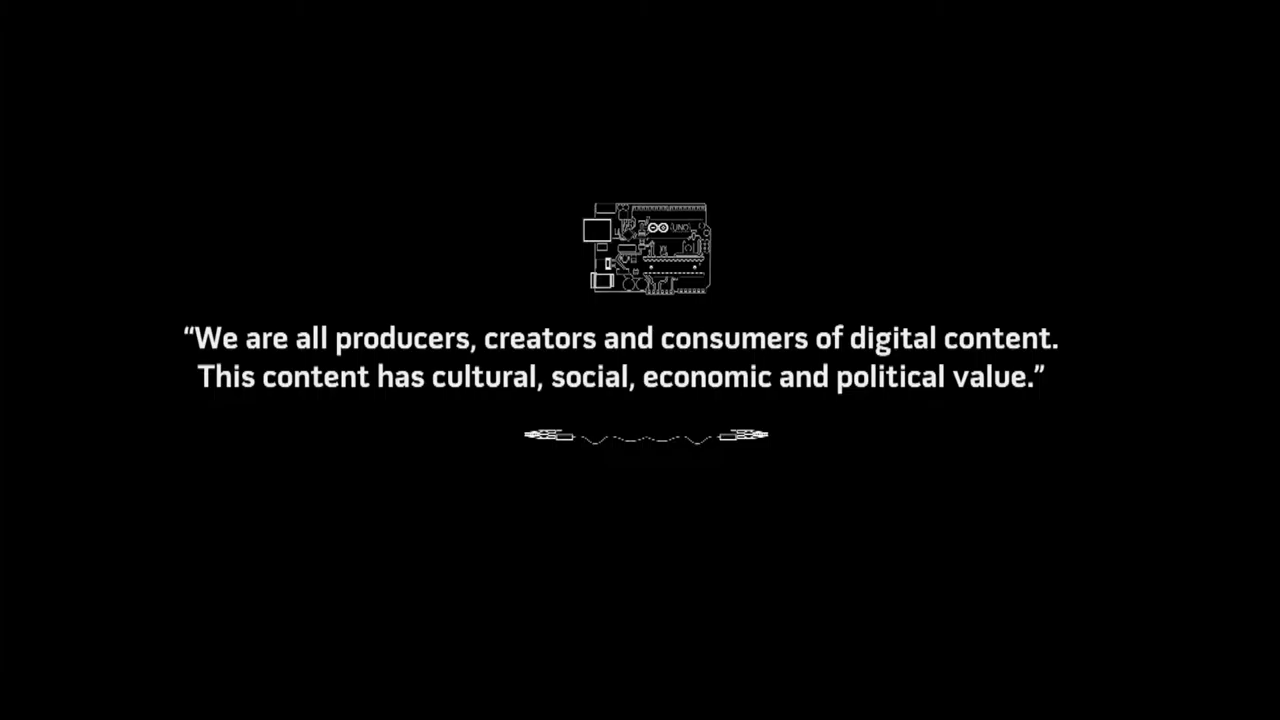 UNO
“We are all producers, creators and consumers of digital content.
This content has cultural, social, economic and political value.”